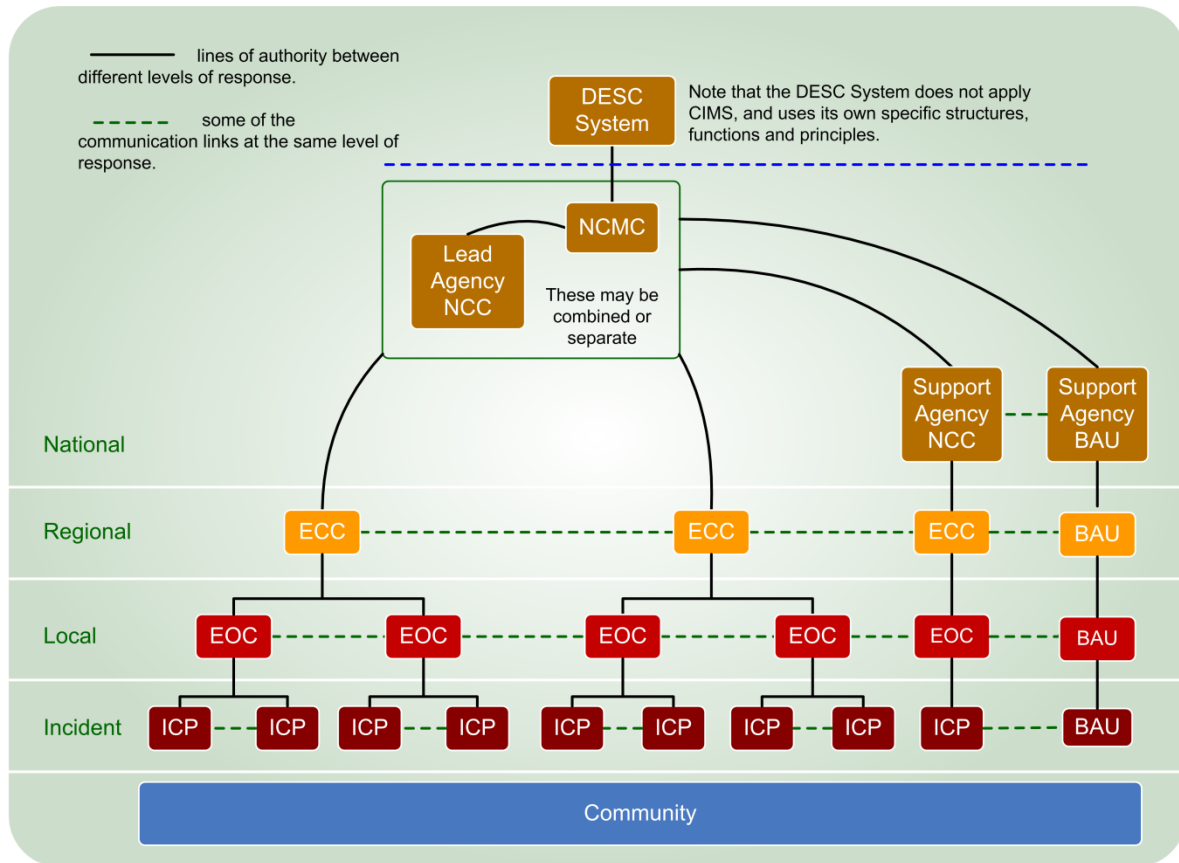 lines of authority between
different levels of response.
some of the
communication links at the same level of
response.
DESC
System
Note that the DESC System does not apply
CIMS, and uses its own specific structures,
functions and principles.
NCMC
Lead
Agency
NCC
These may be
combined or
separate
Support
Agency
NCC
Support
Agency
BAU
National
Regional
ECC
ECC
ECC
BAU
Local
EOC
EOC
EOC
EOC
EOC
BAU
Incident
ICP
ICP
ICP
ICP
ICP
ICP
ICP
ICP
ICP
BAU
Community